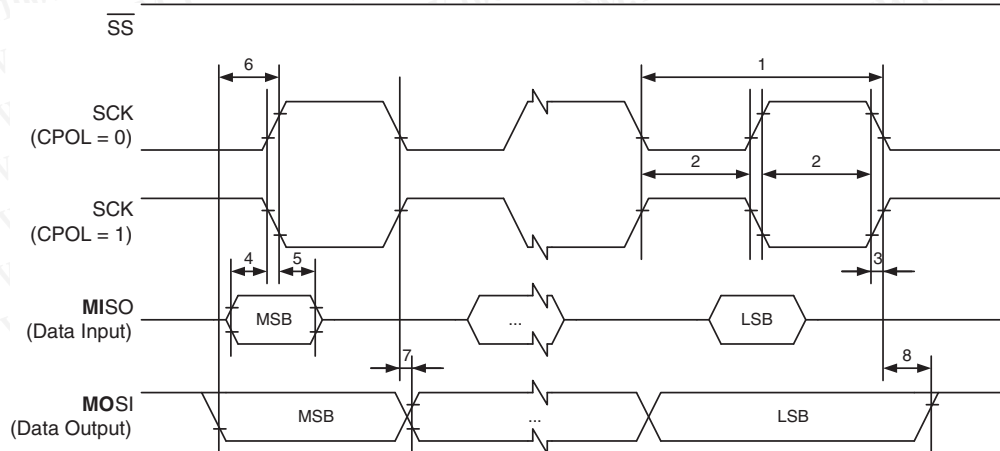 SS
6
1
SCK
(CPOL = 0)
2
2
SCK
(CPOL = 1)
4
5
3
MISO
(Data Input)
MSB
...
LSB
7
8
MOSI
(Data Output)
MSB
...
LSB